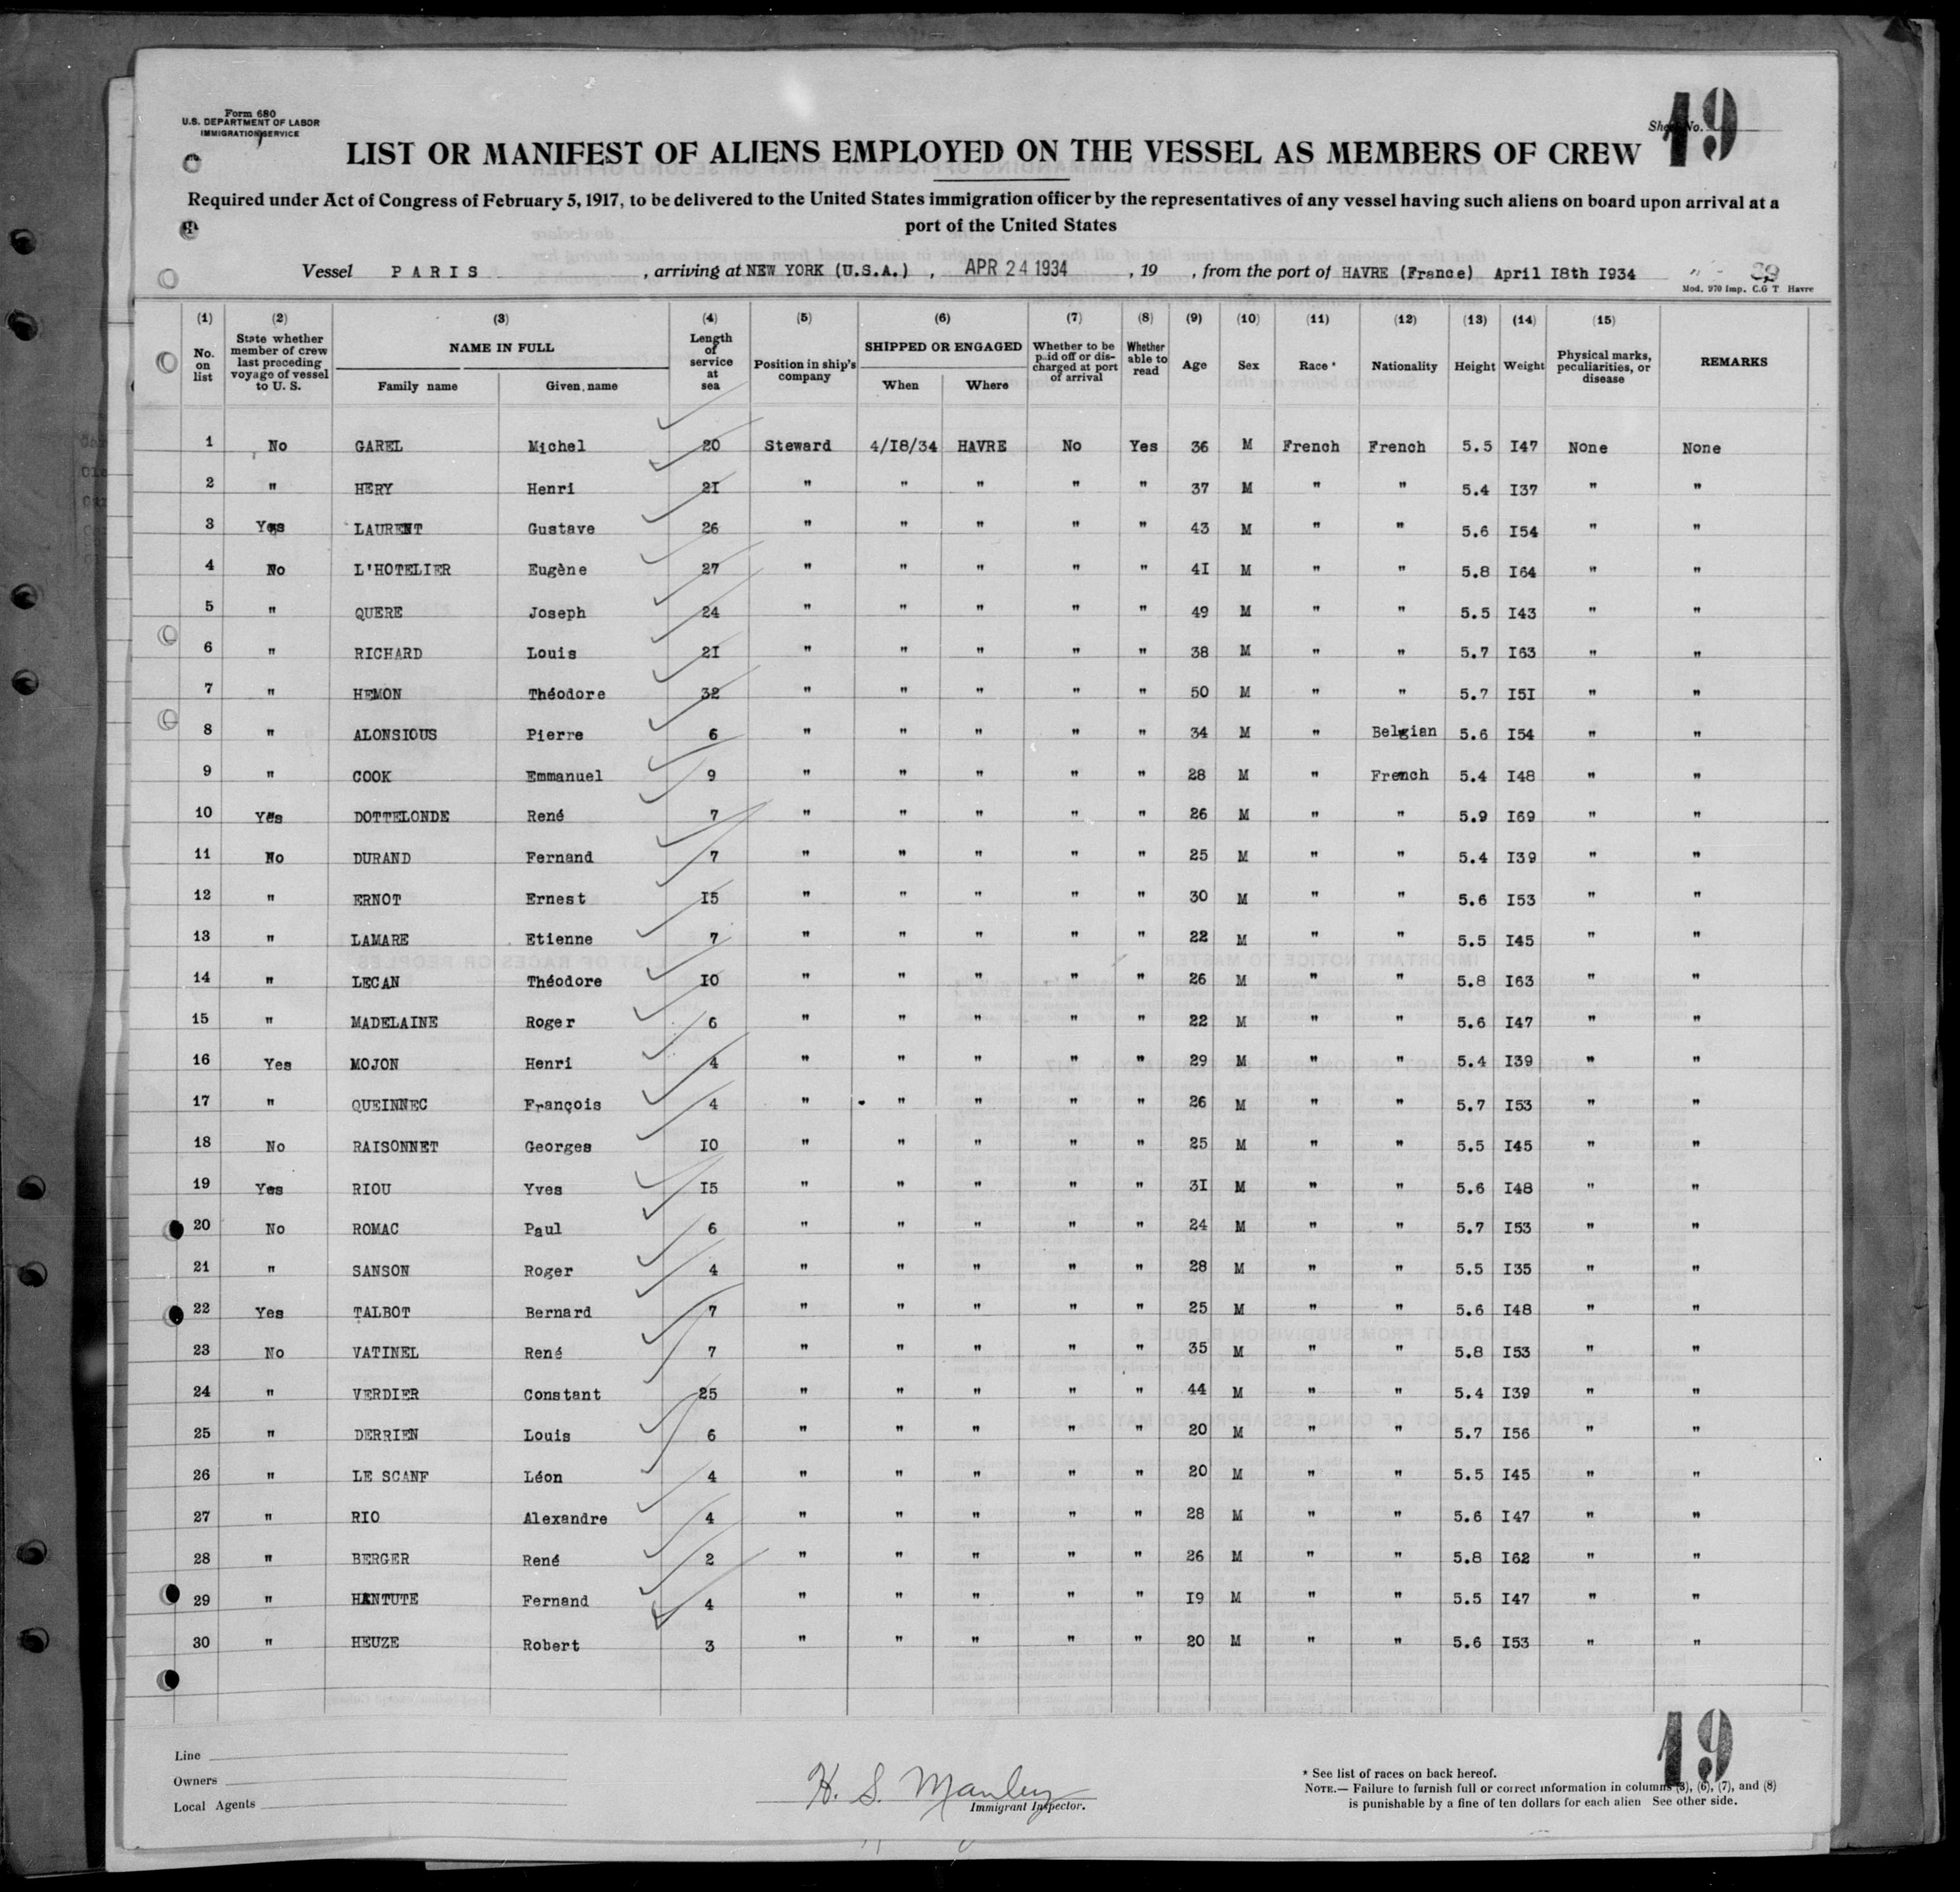 Form 680
U.S. DEPARTMENT OF LABOR
IMMIGRATION SERVICE
Sheet No. 19
LIST OR MANIFEST OF ALIENS EMPLOYED ON THE VESSEL AS MEMBERS OF CREW
Required under Act of Congress of February 5, 1917, to be delivered to the United States immigration officer by the representatives of any vessel having such aliens on board upon arrival at a
port of the United States
Vessel PARIS , arriving at NEW YORK (U.S.A.) , APR 24 1934 , 19 , from the port of HAVRE (France) April I8th I934
Mod. 970 Imp. C.G T. Havre
(1) No. on list (2) State whether member of crew last preceding voyage of vessel to U. S. (3) NAME IN FULL Family name Given name (4) Length of service at sea (5) Position in ship's company (6) SHIPPED OR ENGAGED When Where (7) Whether to be paid off or discharged at port of arrival (8) Whether able to read (9) Age (10) Sex (11) Race * (12) Nationality (13) Height (14) Weight (15) Physical marks, peculiarities, or disease REMARKS
1 No GAREL Michel 20 Steward 4/I8/34 HAVRE No Yes 36 M French French 5.5 I47 None None
2 " HERY Henri 2I " " " " " 37 M " " 5.4 I37 " "
3 Yes LAURENT Gustave 26 " " " " " 43 M " " 5.6 I54 " "
4 No L'HOTELIER Eugène 27 " " " " " 4I M " " 5.8 I64 " "
5 " QUERE Joseph 24 " " " " " 49 M " " 5.5 I43 " "
6 " RICHARD Louis 2I " " " " " 38 M " " 5.7 I63 " "
7 " HEMON Théodore 32 " " " " " 50 M " " 5.7 I5I " "
8 " ALONSIOUS Pierre 6 " " " " " 34 M " Belgian 5.6 I54 " "
9 " COOK Emmanuel 9 " " " " " 28 M " French 5.4 I48 " "
10 Yes DOTTELONDE René 7 " " " " " 26 M " " 5.9 I69 " "
11 No DURAND Fernand 7 " " " " " 25 M " " 5.4 I39 " "
12 " ERNOT Ernest I5 " " " " " 30 M " " 5.6 I53 " "
13 " LAMARE Etienne 7 " " " " " 22 M " " 5.5 I45 " "
14 " LECAN Théodore I0 " " " " " 26 M " " 5.8 I63 " "
15 " MADELAINE Roger 6 " " " " " 22 M " " 5.6 I47 " "
16 Yes MOJON Henri 4 " " " " " 29 M " " 5.4 I39 " "
17 " QUEINNEC François 4 " " " " " 26 M " " 5.7 I53 " "
18 No RAISONNET Georges I0 " " " " " 25 M " " 5.5 I45 " "
19 Yes RIOU Yves I5 " " " " " 3I M " " 5.6 I48 " "
20 No ROMAC Paul 6 " " " " " 24 M " " 5.7 I53 " "
21 " SANSON Roger 4 " " " " " 28 M " " 5.5 I35 " "
22 Yes TALBOT Bernard 7 " " " " " 25 M " " 5.6 I48 " "
23 No VATINEL René 7 " " " " " 35 M " " 5.8 I53 " "
24 " VERDIER Constant 25 " " " " " 44 M " " 5.4 I39 " "
25 " DERRIEN Louis 6 " " " " " 20 M " " 5.7 I56 " "
26 " LE SCANF Léon 4 " " " " " 20 M " " 5.5 I45 " "
27 " RIO Alexandre 4 " " " " " 28 M " " 5.6 I47 " "
28 " BERGER René 2 " " " " " 26 M " " 5.8 I62 " "
29 " HANTUTE Fernand 4 " " " " " I9 M " " 5.5 I47 " "
30 " HEUZE Robert 3 " " " " " 20 M " " 5.6 I53 " "
19
Line
Owners
Local Agents
H. S. Manley
Immigrant Inspector.
* See list of races on back hereof.
NOTE.— Failure to furnish full or correct information in columns (3), (6), (7), and (8)
is punishable by a fine of ten dollars for each alien See other side.